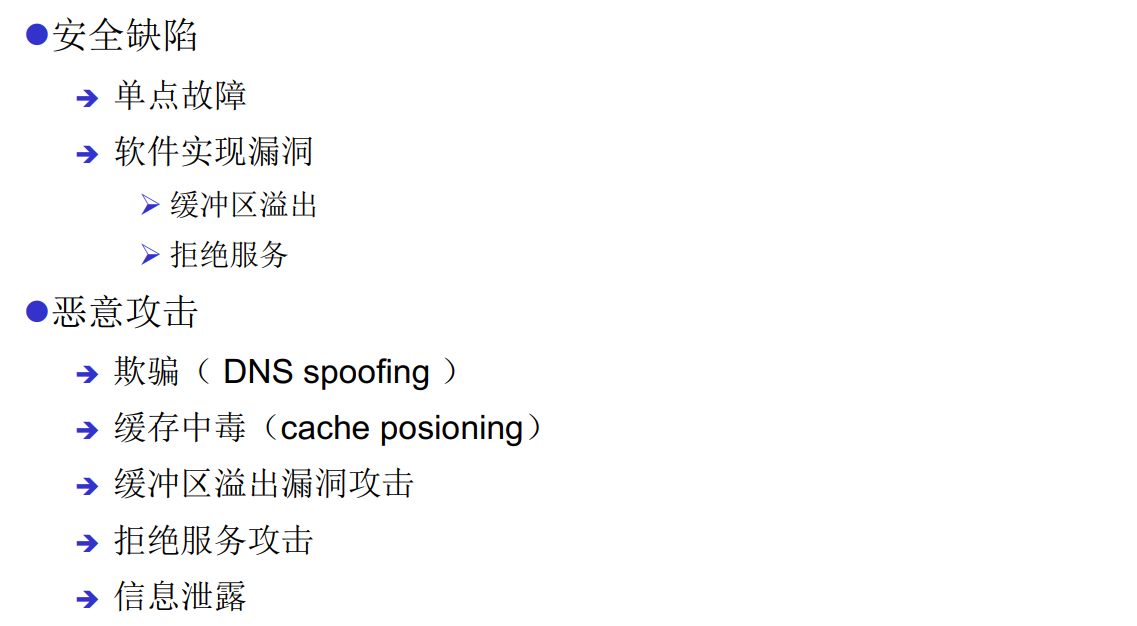 ●安全缺陷
➔ 单点故障
➔ 软件实现漏洞
➢ 缓冲区溢出
➢ 拒绝服务
●恶意攻击
➔ 欺骗（ DNS spoofing ）
➔ 缓存中毒（cache posioning）
➔ 缓冲区溢出漏洞攻击
➔ 拒绝服务攻击
➔ 信息泄露